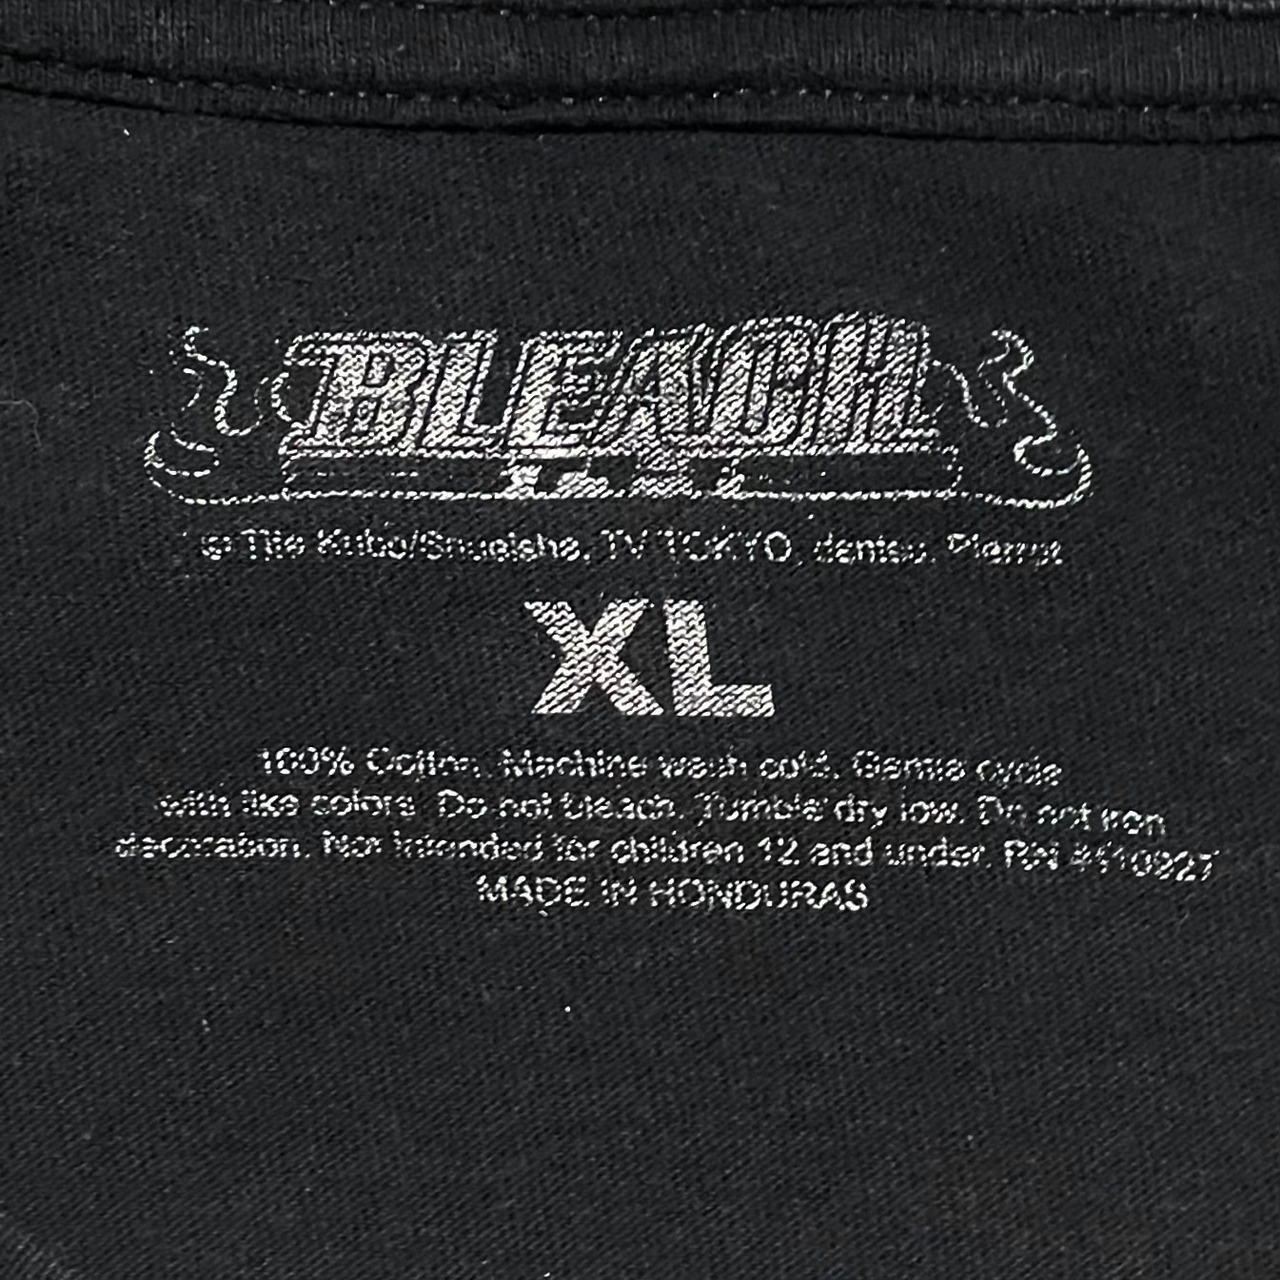 BLEACH
© Tite Kubo/Shueisha, TV TOKYO, dentsu, Pierrot
XL
100% Cotton. Machine wash cold. Gentle cycle
with like colors. Do not bleach. Tumble dry low. Do not iron
decoration. Not intended for children 12 and under. RN #110927
MADE IN HONDURAS